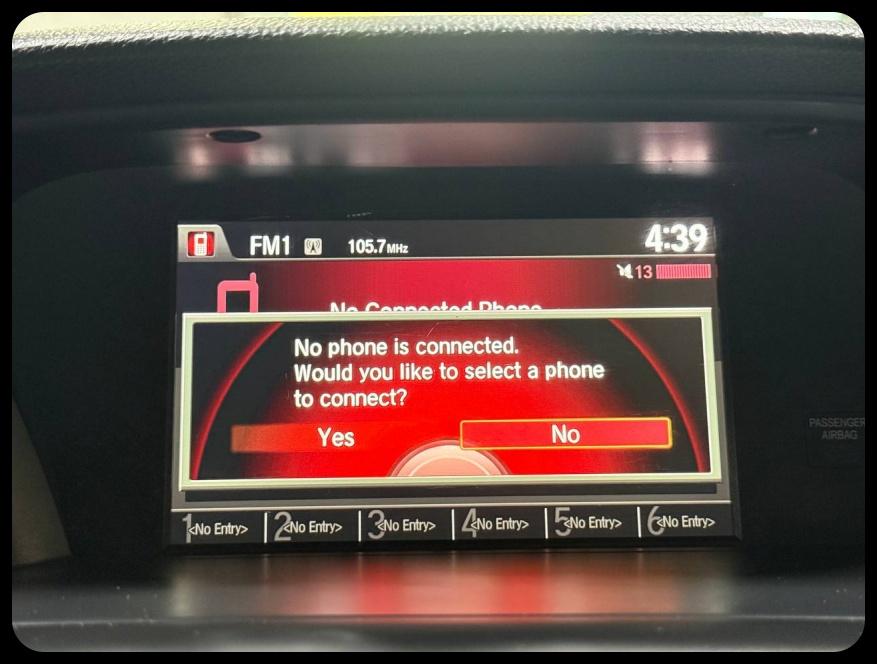 FM1 105.7MHz 4:39
13
No Connected Phone
No phone is connected.
Would you like to select a phone
to connect?
Yes No
PASSENGER
AIRBAG
1 <No Entry> 2 <No Entry> 3 <No Entry> 4 <No Entry> 5 <No Entry> 6 <No Entry>